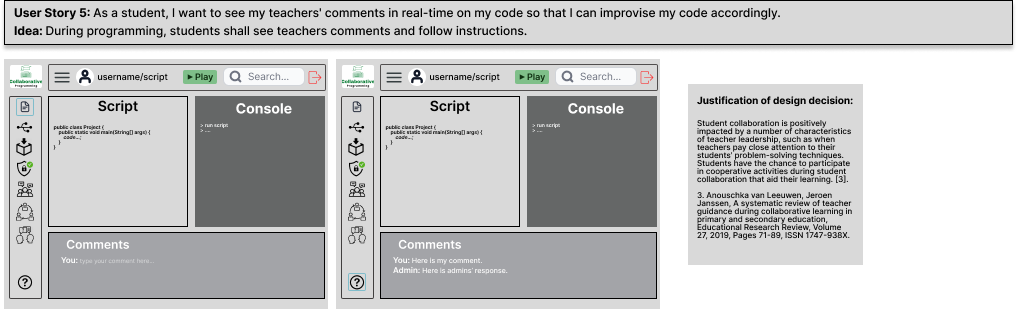 User Story 5: As a student, I want to see my teachers' comments in real-time on my code so that I can improvise my code accordingly.
Idea: During programming, students shall see teachers comments and follow instructions.
Collaborative
Programming
username/script
Play
Search...
Script
public class Project {
public static void main(String[] args) {
code...;
}
}
Console
> run script
> ....
Comments
You: type your comment here...
Collaborative
Programming
username/script
Play
Search...
Script
public class Project {
public static void main(String[] args) {
code...;
}
}
Console
> run script
> ....
Comments
You: Here is my comment.
Admin: Here is admins' response.
Justification of design decision:
Student collaboration is positively
impacted by a number of characteristics
of teacher leadership, such as when
teachers pay close attention to their
students' problem-solving techniques.
Students have the chance to participate
in cooperative activities during student
collaboration that aid their learning. [3].
3. Anouschka van Leeuwen, Jeroen
Janssen, A systematic review of teacher
guidance during collaborative learning in
primary and secondary education,
Educational Research Review, Volume
27, 2019, Pages 71-89, ISSN 1747-938X.